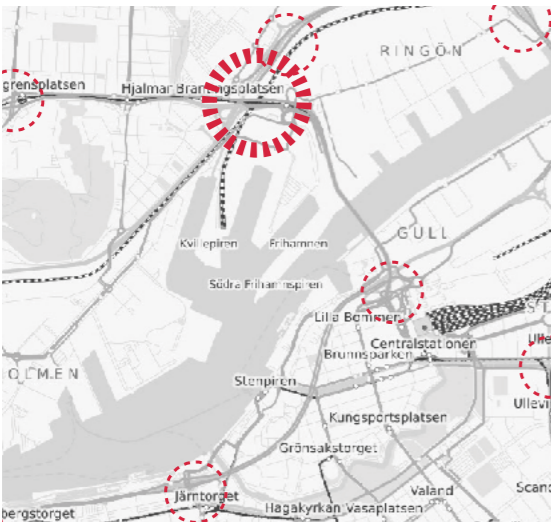 RINGÖN
grensplatsen
Hjalmar Brantingsplatsen
GULL
Kvillepiren
Frihamnen
Södra Frihamnspiren
Lilla Bommen
Centralstationen
Brunnsparken
OLMEN
Stenpiren
Ullevi
Kungsportsplatsen
Grönsakstorget
Järntorget
Valand
Scand
bergstorget
Hagakyrkan
Vasaplatsen